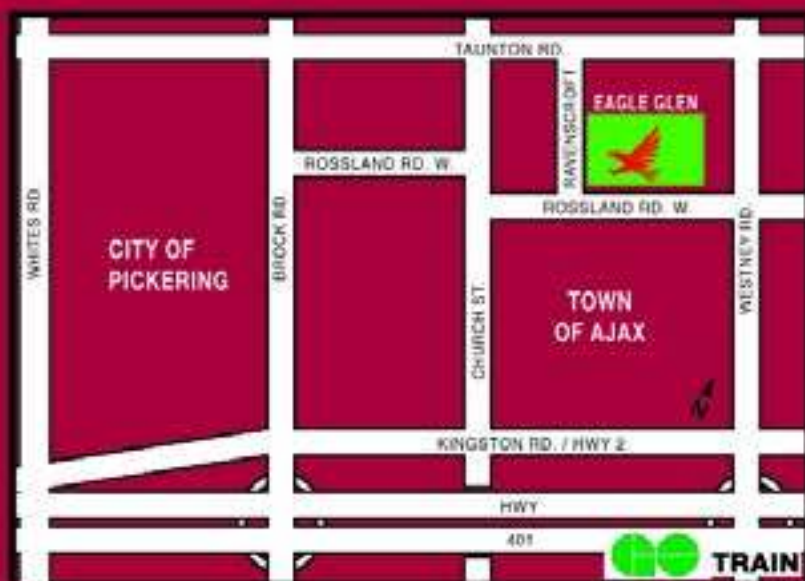 TAUNTON RD.
RAVENSCROFT
EAGLE GLEN
ROSSLAND RD. W.
ROSSLAND RD. W.
WHITES RD.
BROCK RD.
CHURCH ST.
WESTNEY RD.
CITY OF
PICKERING
TOWN
OF AJAX
N
KINGSTON RD. / HWY 2
HWY
401
GO TRAIN